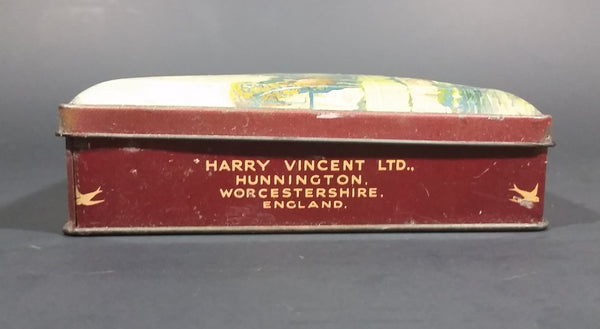 HARRY VINCENT LTD.,
HUNNINGTON,
WORCESTERSHIRE,
ENGLAND.